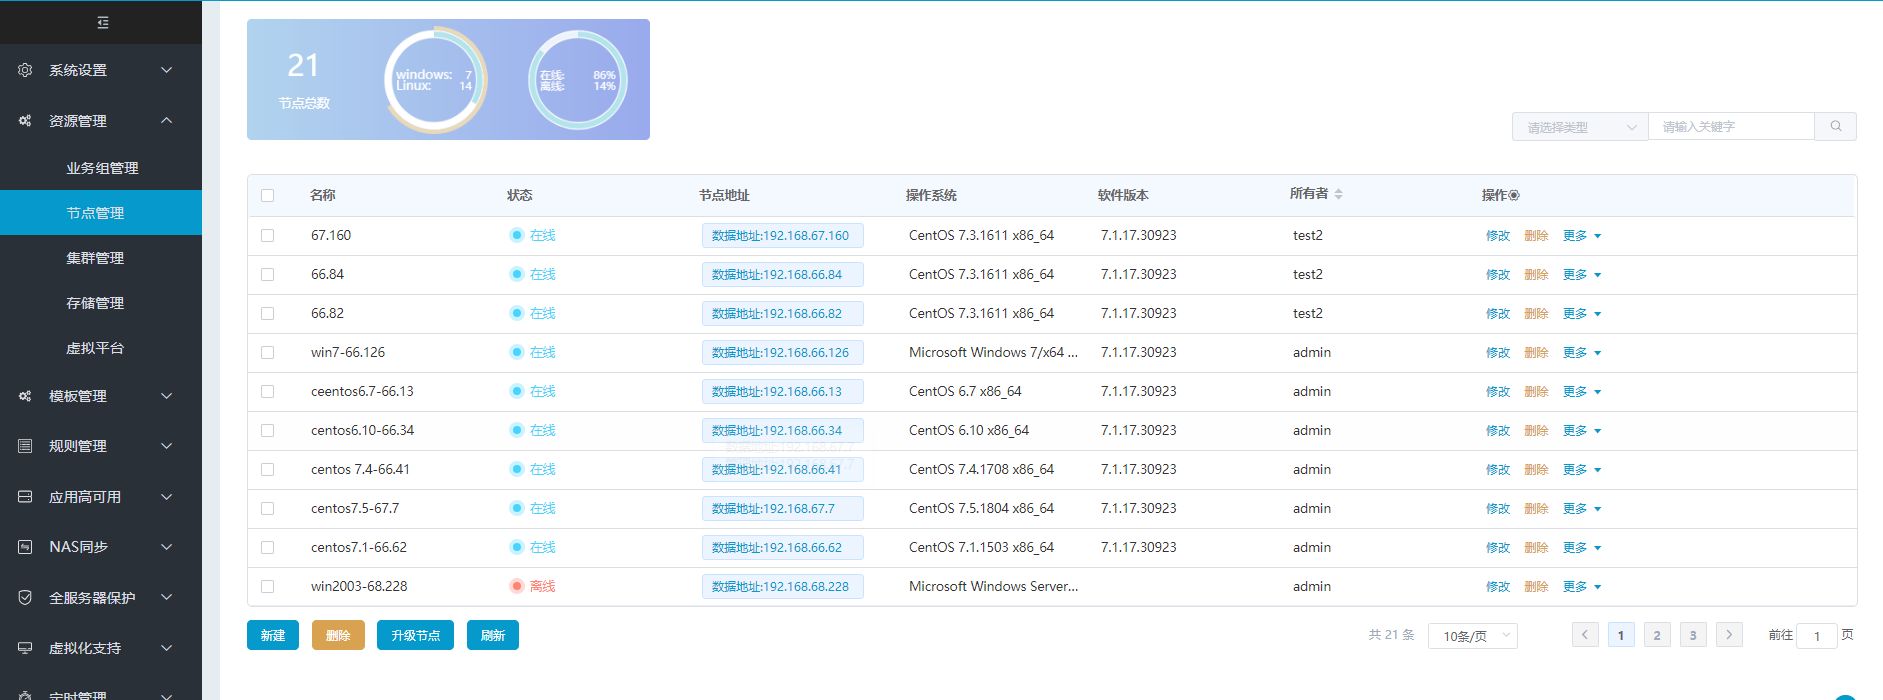 系统设置
资源管理
业务组管理
节点管理
集群管理
存储管理
虚拟平台
模板管理
规则管理
应用高可用
NAS同步
全服务器保护
虚拟化支持
定时管理
21
节点总数
windows: 7
Linux: 14
在线: 86%
离线: 14%
请选择类型 请输入关键字
名称 状态 节点地址 操作系统 软件版本 所有者 操作
67.160 在线 数据地址:192.168.67.160 CentOS 7.3.1611 x86_64 7.1.17.30923 test2 修改 删除 更多
66.84 在线 数据地址:192.168.66.84 CentOS 7.3.1611 x86_64 7.1.17.30923 test2 修改 删除 更多
66.82 在线 数据地址:192.168.66.82 CentOS 7.3.1611 x86_64 7.1.17.30923 test2 修改 删除 更多
win7-66.126 在线 数据地址:192.168.66.126 Microsoft Windows 7/x64 ... 7.1.17.30923 admin 修改 删除 更多
ceentos6.7-66.13 在线 数据地址:192.168.66.13 CentOS 6.7 x86_64 7.1.17.30923 admin 修改 删除 更多
centos6.10-66.34 在线 数据地址:192.168.66.34 CentOS 6.10 x86_64 7.1.17.30923 admin 修改 删除 更多
数据地址:192.168.67.7
centos 7.4-66.41 在线 数据地址:192.168.66.41 CentOS 7.4.1708 x86_64 7.1.17.30923 admin 修改 删除 更多
centos7.5-67.7 在线 数据地址:192.168.67.7 CentOS 7.5.1804 x86_64 7.1.17.30923 admin 修改 删除 更多
centos7.1-66.62 在线 数据地址:192.168.66.62 CentOS 7.1.1503 x86_64 7.1.17.30923 admin 修改 删除 更多
win2003-68.228 离线 数据地址:192.168.68.228 Microsoft Windows Server... admin 修改 删除 更多
新建 删除 升级节点 刷新 共 21 条 10条/页 1 2 3 前往 1 页